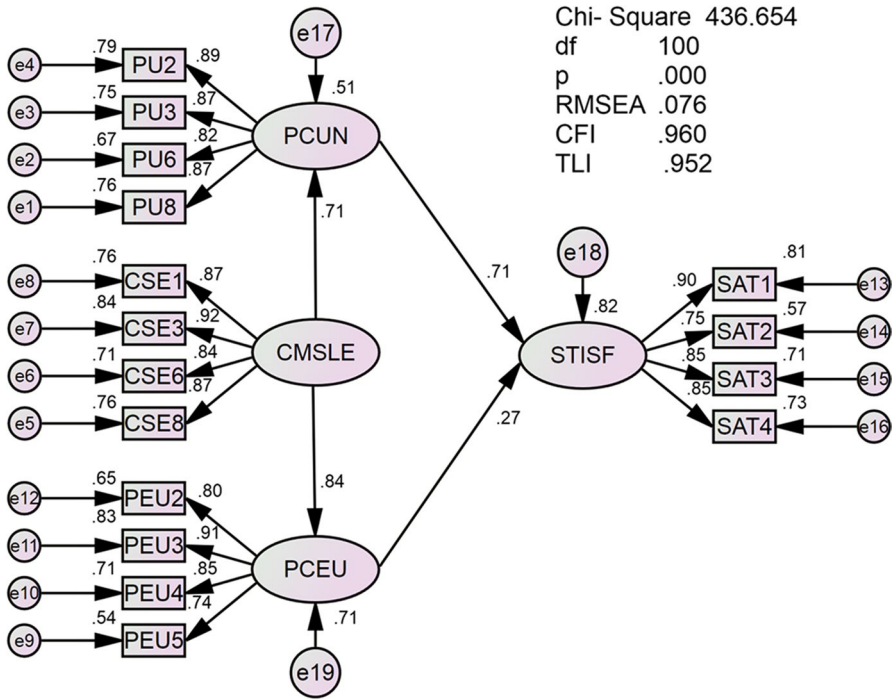 Chi- Square 436.654
df 100
p .000
RMSEA .076
CFI .960
TLI .952
e17
.51
PCUN
.79
e4
PU2
.89
.75
e3
PU3
.87
.67
e2
PU6
.82
.76
e1
PU8
.87
.71
.76
e8
CSE1
.87
.84
e7
CSE3
.92
.71
e6
CSE6
.84
.76
e5
CSE8
.87
CMSLE
.84
.65
e12
PEU2
.80
.83
e11
PEU3
.91
.71
e10
PEU4
.85
.54
e9
PEU5
.74
PCEU
.71
e19
.71
.27
e18
.82
STISF
.90
SAT1
.81
e13
.75
SAT2
.57
e14
.85
SAT3
.71
e15
.85
SAT4
.73
e16